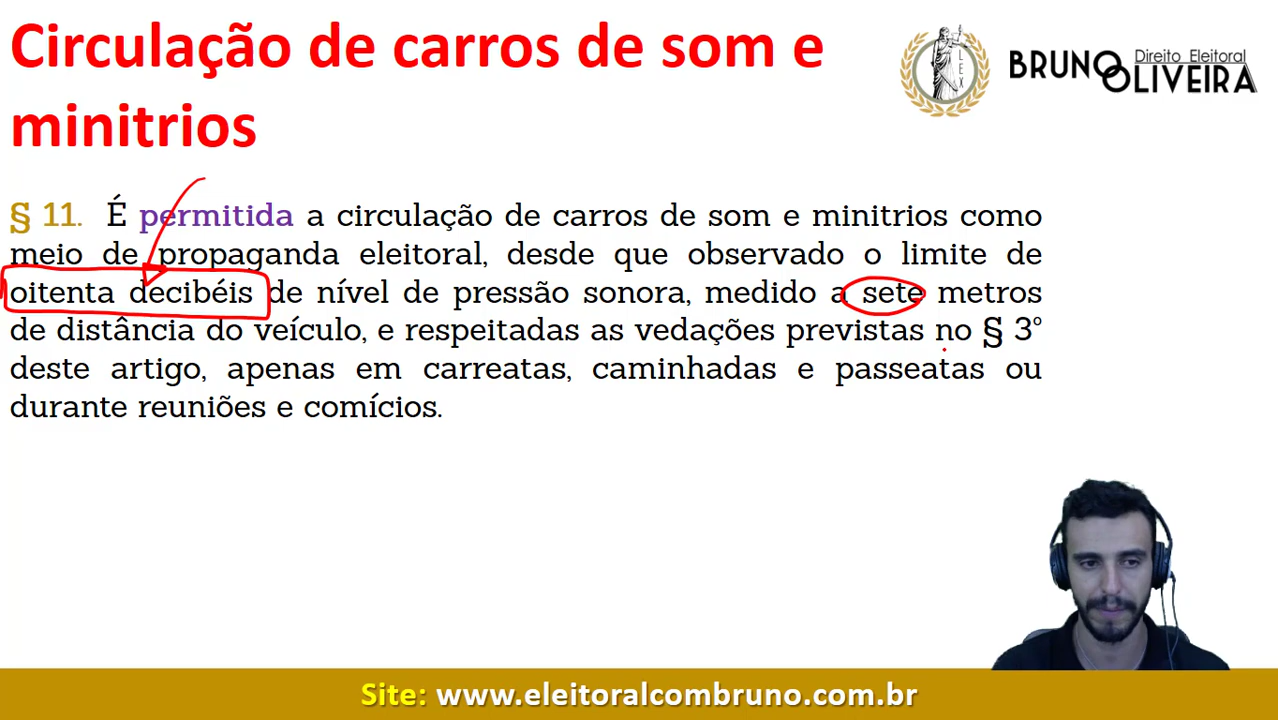 Circulação de carros de som e
minitrios
LEX
BRUNO
Direito Eleitoral
OLIVEIRA
§ 11. É permitida a circulação de carros de som e minitrios como
meio de propaganda eleitoral, desde que observado o limite de
oitenta decibéis de nível de pressão sonora, medido a sete metros
de distância do veículo, e respeitadas as vedações previstas no § 3º
deste artigo, apenas em carreatas, caminhadas e passeatas ou
durante reuniões e comícios.
Site: www.eleitoralcombruno.com.br